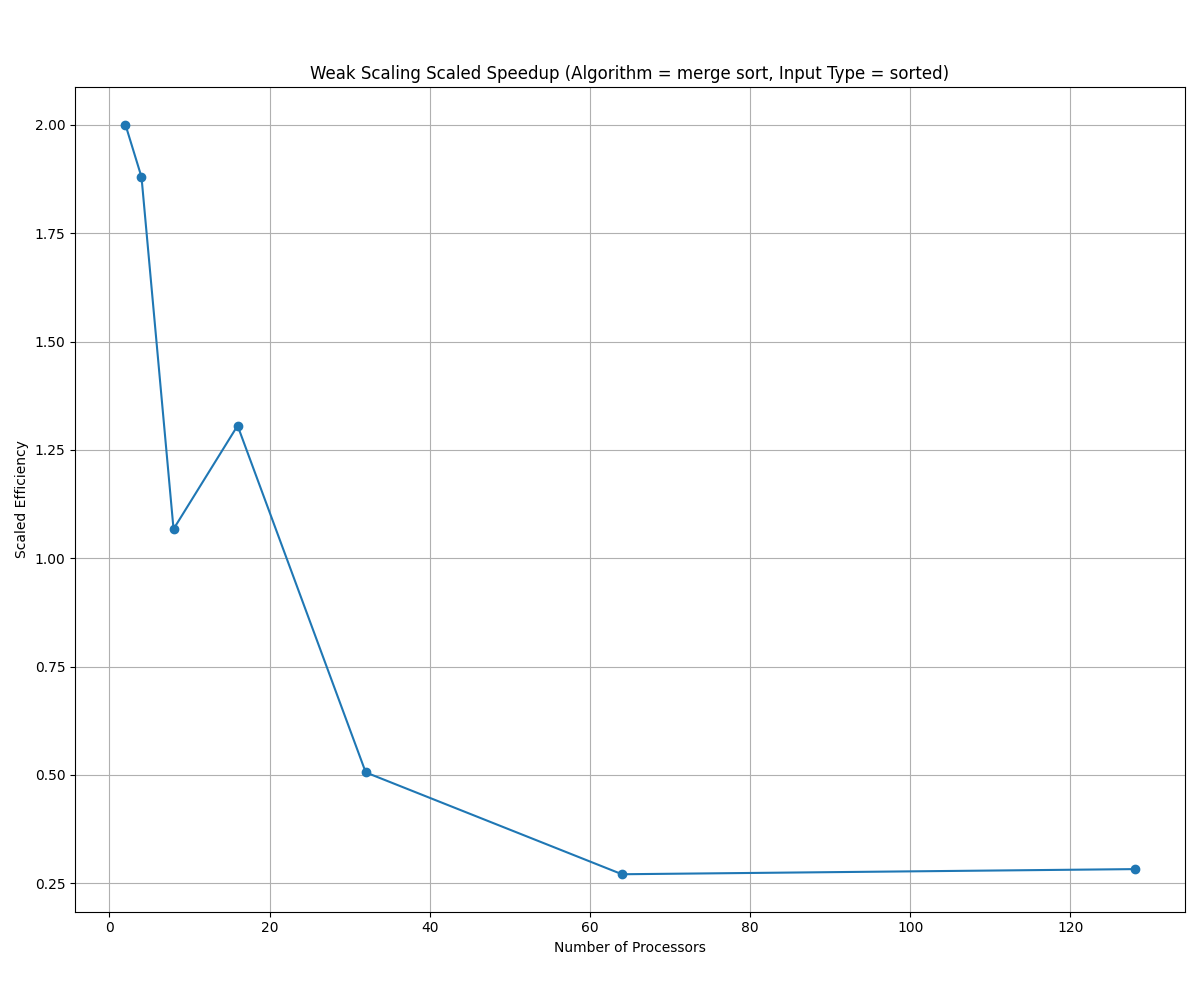 Weak Scaling Scaled Speedup (Algorithm = merge sort, Input Type = sorted)
2.00
1.75
1.50
1.25
1.00
0.75
0.50
0.25
Scaled Efficiency
0 20 40 60 80 100 120
Number of Processors